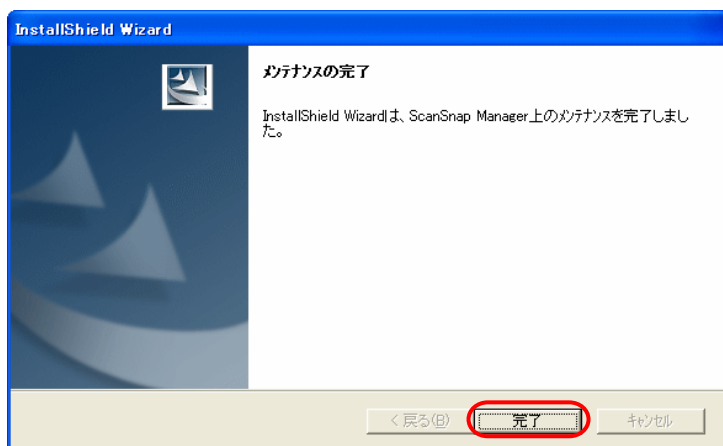 InstallShield Wizard
メンテナンスの完了
InstallShield Wizardは、ScanSnap Manager上のメンテナンスを完了しまし
た。
< 戻る(B)
完了
キャンセル